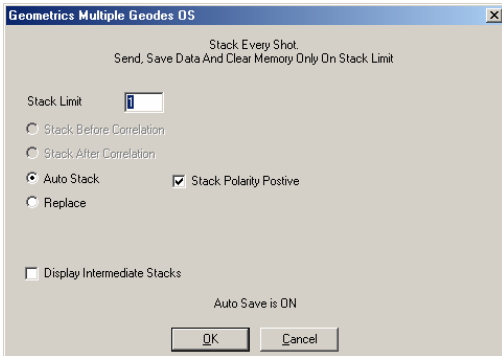 Geometrics Multiple Geodes OS
Stack Every Shot.
Send, Save Data And Clear Memory Only On Stack Limit
Stack Limit 1
Stack Before Correlation
Stack After Correlation
Auto Stack Stack Polarity Postive
Replace
Display Intermediate Stacks
Auto Save is ON
OK Cancel